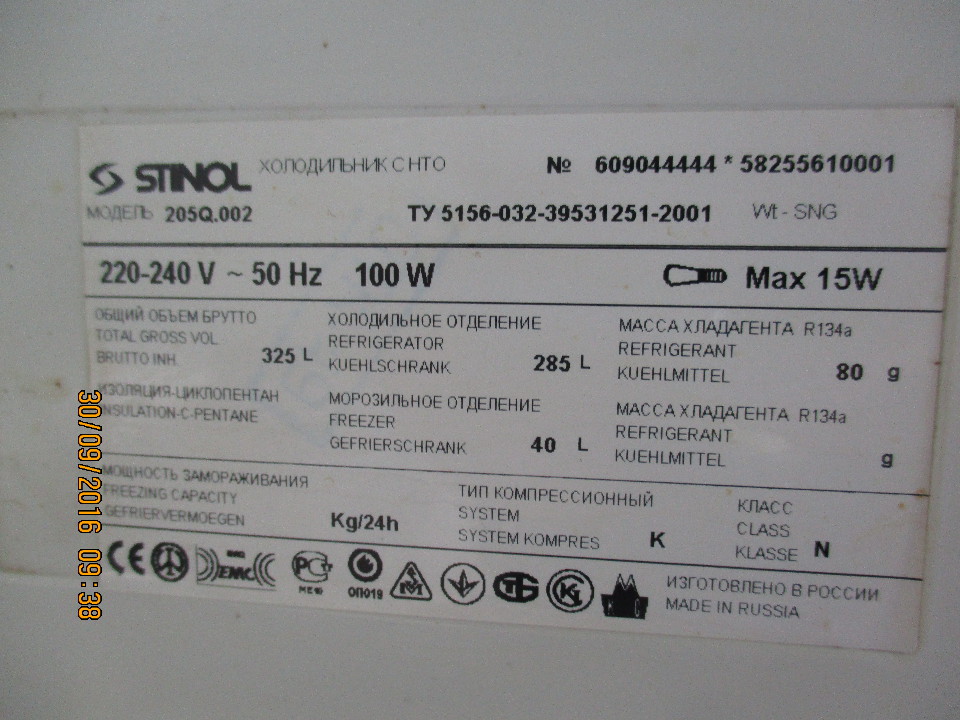 STINOL ХОЛОДИЛЬНИК С НТО № 609044444 * 58255610001
МОДЕЛЬ 205Q.002 ТУ 5156-032-39531251-2001 Wt - SNG
220-240 V ~ 50 Hz 100 W Max 15W
ОБЩИЙ ОБЪЕМ БРУТТО
TOTAL GROSS VOL
BRUTTO INH. 325 L
ХОЛОДИЛЬНОЕ ОТДЕЛЕНИЕ
REFRIGERATOR
KUEHLSCHRANK 285 L
МАССА ХЛАДАГЕНТА R134a
REFRIGERANT
KUEHLMITTEL 80 g
ИЗОЛЯЦИЯ-ЦИКЛОПЕНТАН
INSULATION-C-PENTANE
МОРОЗИЛЬНОЕ ОТДЕЛЕНИЕ
FREEZER
GEFRIERSCHRANK 40 L
МАССА ХЛАДАГЕНТА R134a
REFRIGERANT
KUEHLMITTEL g
МОЩНОСТЬ ЗАМОРАЖИВАНИЯ
FREEZING CAPACITY
GEFRIERVERMOEGEN Kg/24h
ТИП КОМПРЕССИОННЫЙ
SYSTEM
SYSTEM KOMPRES K
КЛАСС
CLASS
KLASSE N
CE EMC РСТ ME10 ОП019
ИЗГОТОВЛЕНО В РОССИИ
MADE IN RUSSIA
30/09/2016 09:38